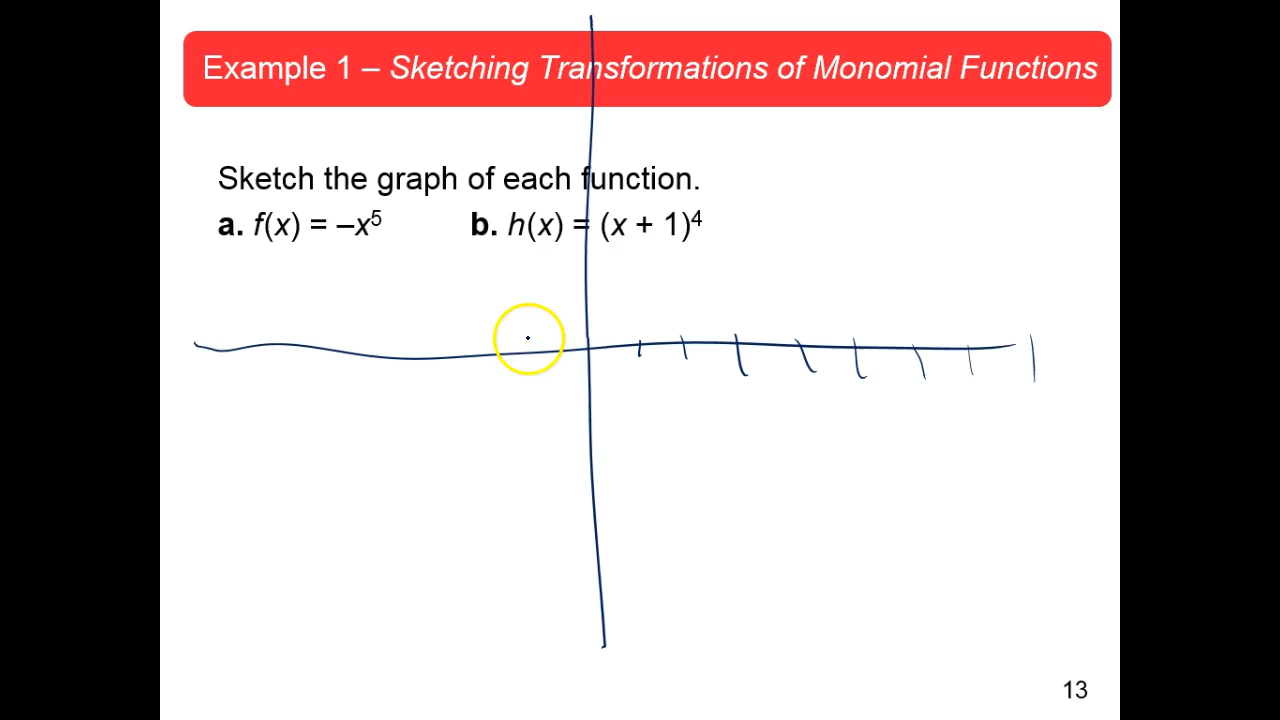 Example 1 – Sketching Transformations of Monomial Functions
Sketch the graph of each function.
a. f(x) = –x⁵ b. h(x) = (x + 1)⁴
13